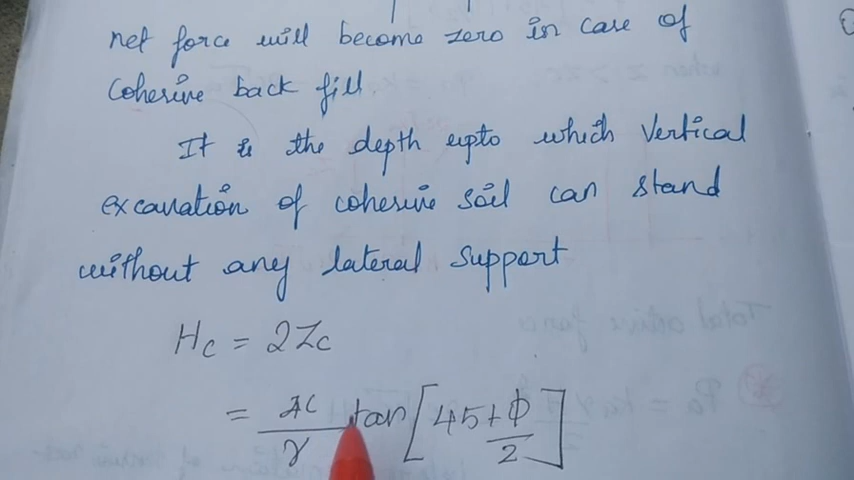 net force will become zero in case of
cohesive back fill
It is the depth upto which vertical
excavation of cohesive soil can stand
without any lateral support
Hc = 2Zc
= 4c/γ tan[45+φ/2]